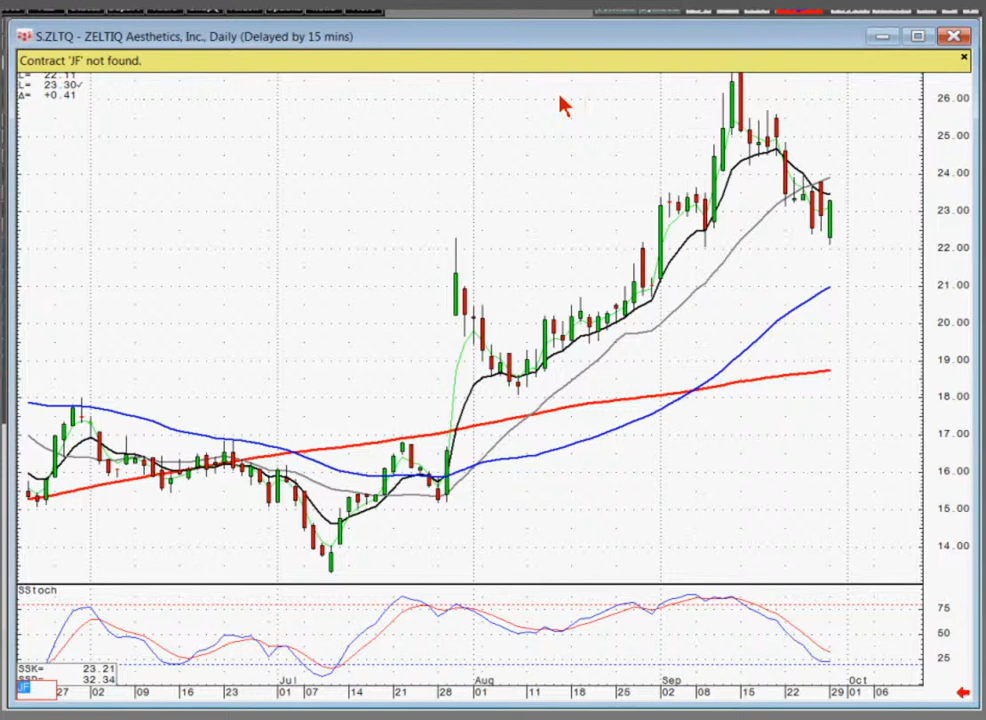 S.ZLTQ - ZELTIQ Aesthetics, Inc., Daily (Delayed by 15 mins)
Contract 'JF' not found.
L= 22.11
L= 23.30✓
Δ= +0.41
26.00
25.00
24.00
23.00
22.00
21.00
20.00
19.00
18.00
17.00
16.00
15.00
14.00
SStoch
75
50
25
SSK= 23.21
SSD= 32.34
JF
Jul Aug Sep Oct
27 02 09 16 23 01 07 14 21 28 01 11 18 25 02 08 15 22 29 01 06